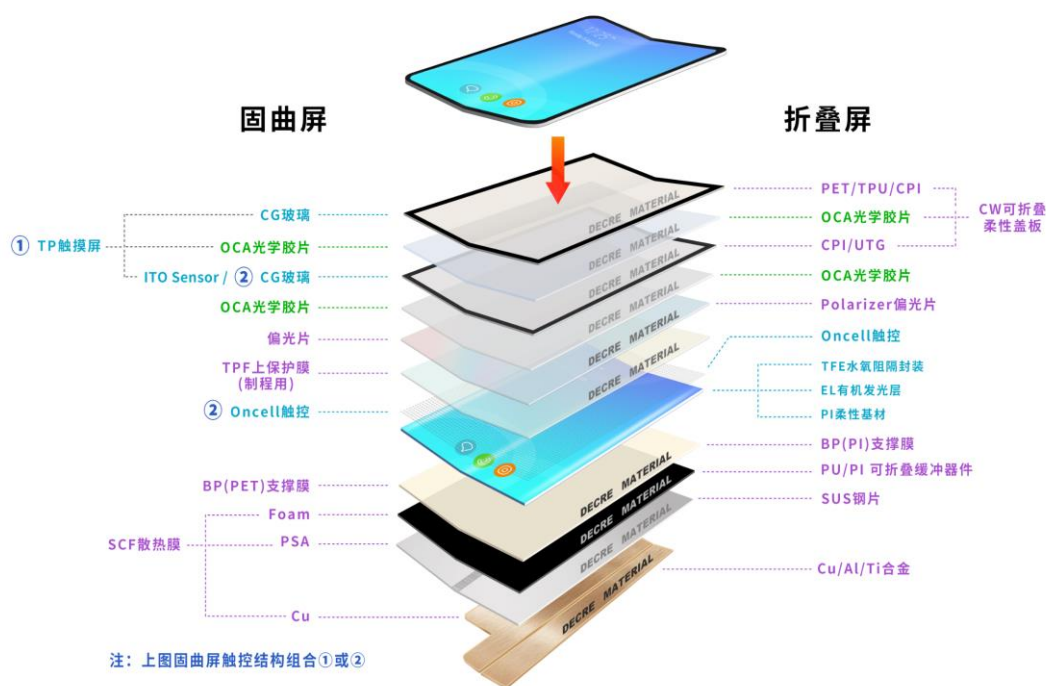 固曲屏
折叠屏
CG玻璃
① TP触摸屏
OCA光学胶片
ITO Sensor / ② CG玻璃
OCA光学胶片
偏光片
TPF上保护膜
(制程用)
② Oncell触控
BP(PET)支撑膜
Foam
SCF散热膜
PSA
Cu
PET/TPU/CPI
OCA光学胶片
CW可折叠
柔性盖板
CPI/UTG
OCA光学胶片
Polarizer偏光片
Oncell触控
TFE水氧阻隔封装
EL有机发光层
PI柔性基材
BP(PI)支撑膜
PU/PI 可折叠缓冲器件
SUS钢片
Cu/Al/Ti合金
DECRE MATERIAL
DECRE MATERIAL
DECRE MATERIAL
DECRE MATERIAL
DECRE MATERIAL
DECRE MATERIAL
DECRE MATERIAL
DECRE MATERIAL
DECRE MATERIAL
DECRE MATERIAL
注：上图固曲屏触控结构组合①或②